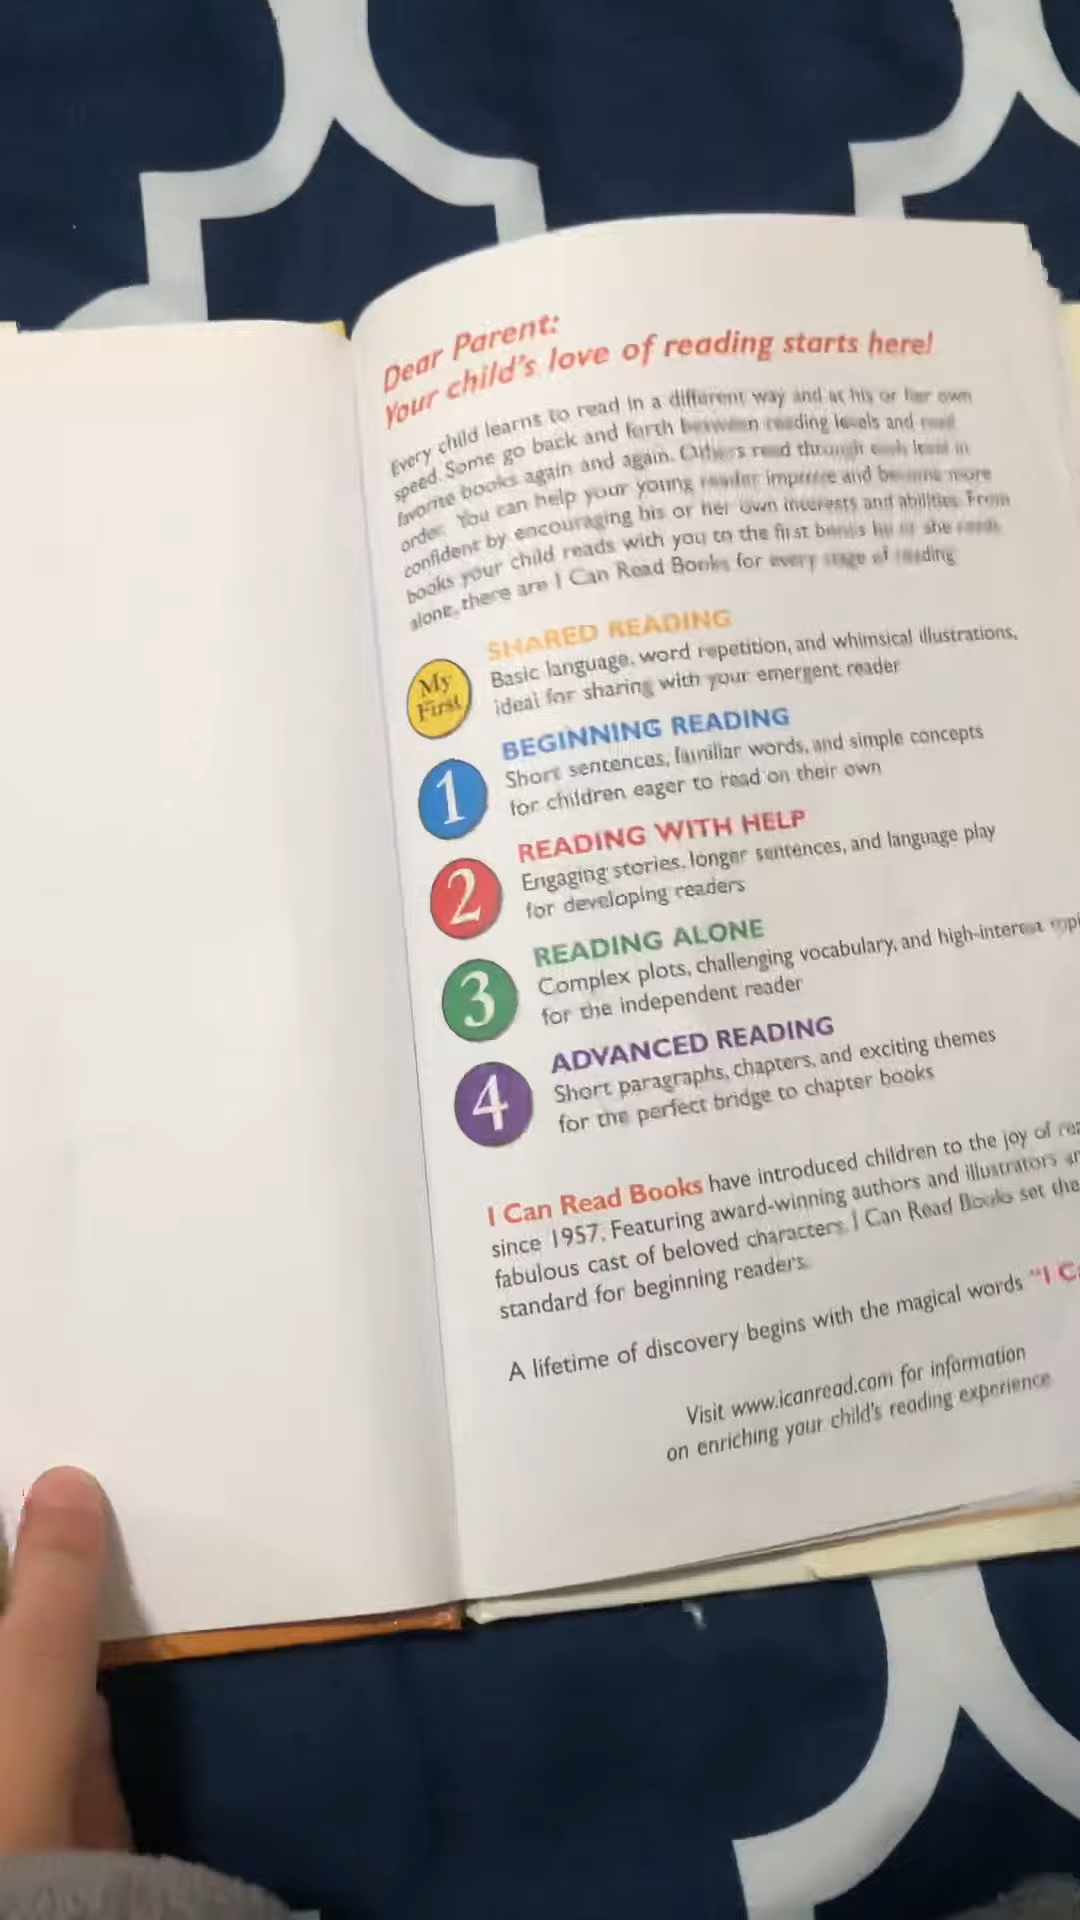 Dear Parent:
Your child's love of reading starts here!
Every child learns to read in a different way and at his or her own
speed. Some go back and forth between reading levels and read
favorite books again and again. Others read through each level in
order. You can help your young reader improve and become more
confident by encouraging his or her own interests and abilities. From
books your child reads with you to the first books he or she reads
alone, there are I Can Read Books for every stage of reading
SHARED READING
My
First
Basic language, word repetition, and whimsical illustrations,
ideal for sharing with your emergent reader
BEGINNING READING
1
Short sentences, familiar words, and simple concepts
for children eager to read on their own
READING WITH HELP
2
Engaging stories, longer sentences, and language play
for developing readers
READING ALONE
3
Complex plots, challenging vocabulary, and high-interest
for the independent reader
ADVANCED READING
4
Short paragraphs, chapters, and exciting themes
for the perfect bridge to chapter books
I Can Read Books have introduced children to the joy of
since 1957. Featuring award-winning authors and illustrators
fabulous cast of beloved characters, I Can Read Books set the
standard for beginning readers.
A lifetime of discovery begins with the magical words "I
Visit www.icanread.com for information
on enriching your child's reading experience